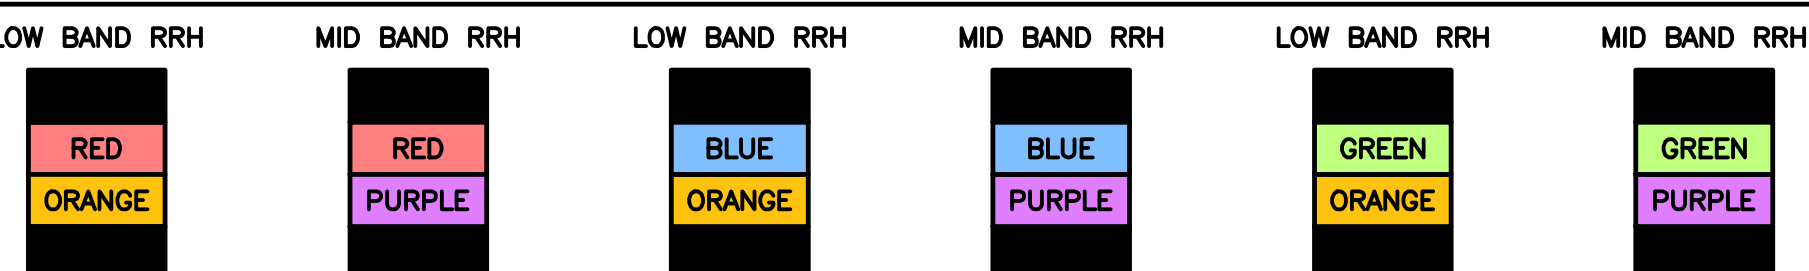 LOW BAND RRH MID BAND RRH LOW BAND RRH MID BAND RRH LOW BAND RRH MID BAND RRH
RED RED BLUE BLUE GREEN GREEN
ORANGE PURPLE ORANGE PURPLE ORANGE PURPLE